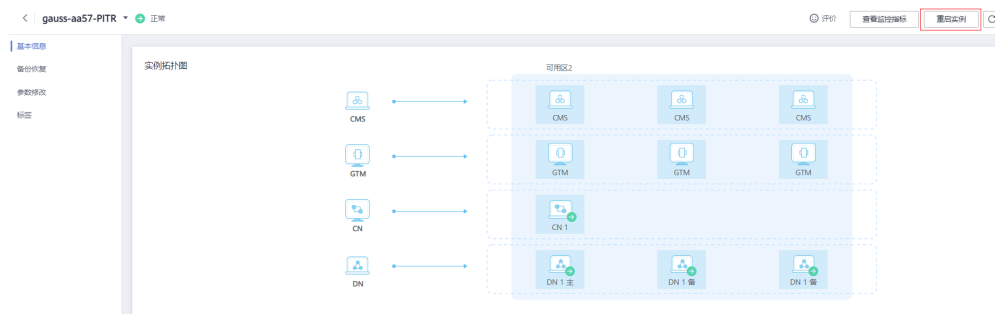 gauss-aa57-PITR 正常 评价 查看监控指标 重启实例
基本信息
备份恢复
参数修改
标签
实例拓扑图
可用区2
CMS CMS CMS CMS
GTM GTM GTM GTM
CN CN 1
DN DN 1 主 DN 1 备 DN 1 备